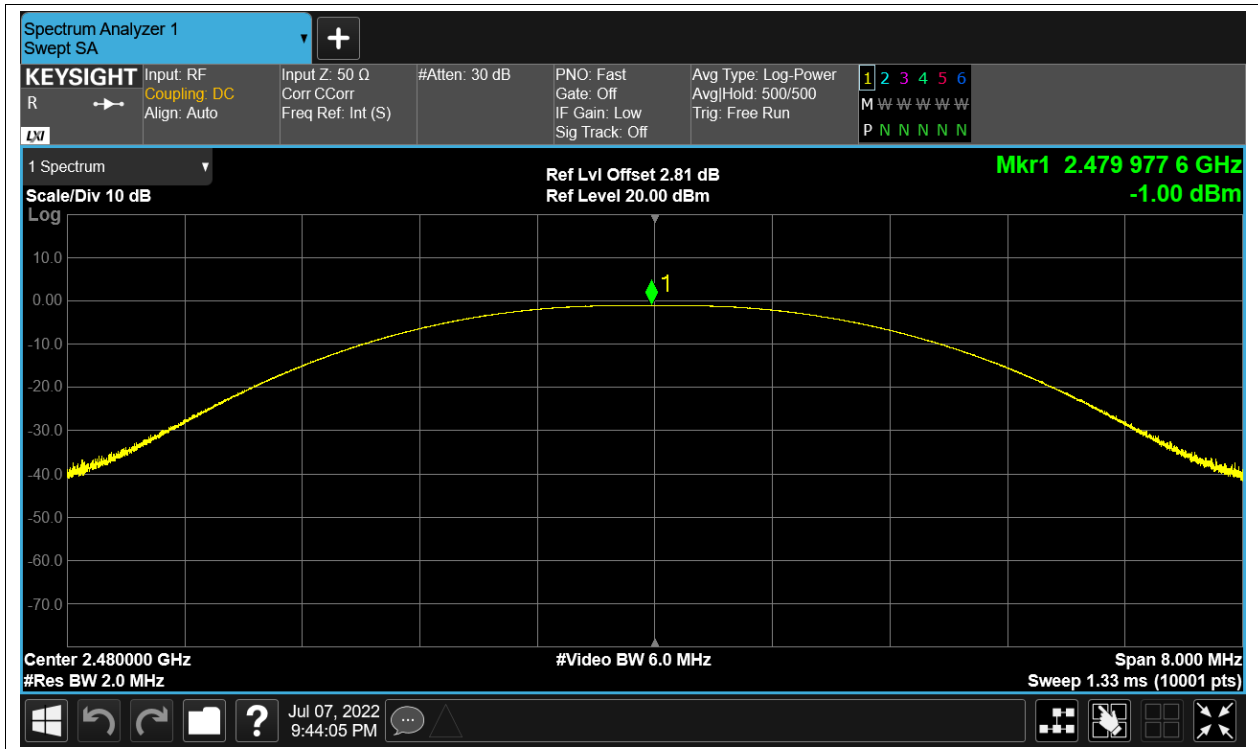 Spectrum Analyzer 1
Swept SA
KEYSIGHT
R
LXI
Input: RF
Coupling: DC
Align: Auto
Input Z: 50 Ω
Corr CCorr
Freq Ref: Int (S)
#Atten: 30 dB
PNO: Fast
Gate: Off
IF Gain: Low
Sig Track: Off
Avg Type: Log-Power
Avg|Hold: 500/500
Trig: Free Run
1 2 3 4 5 6
M W W W W W
P N N N N N
1 Spectrum
Scale/Div 10 dB
Log
Ref Lvl Offset 2.81 dB
Ref Level 20.00 dBm
Mkr1 2.479 977 6 GHz
-1.00 dBm
1
10.0
0.00
-10.0
-20.0
-30.0
-40.0
-50.0
-60.0
-70.0
Center 2.480000 GHz
#Res BW 2.0 MHz
#Video BW 6.0 MHz
Span 8.000 MHz
Sweep 1.33 ms (10001 pts)
?
Jul 07, 2022
9:44:05 PM